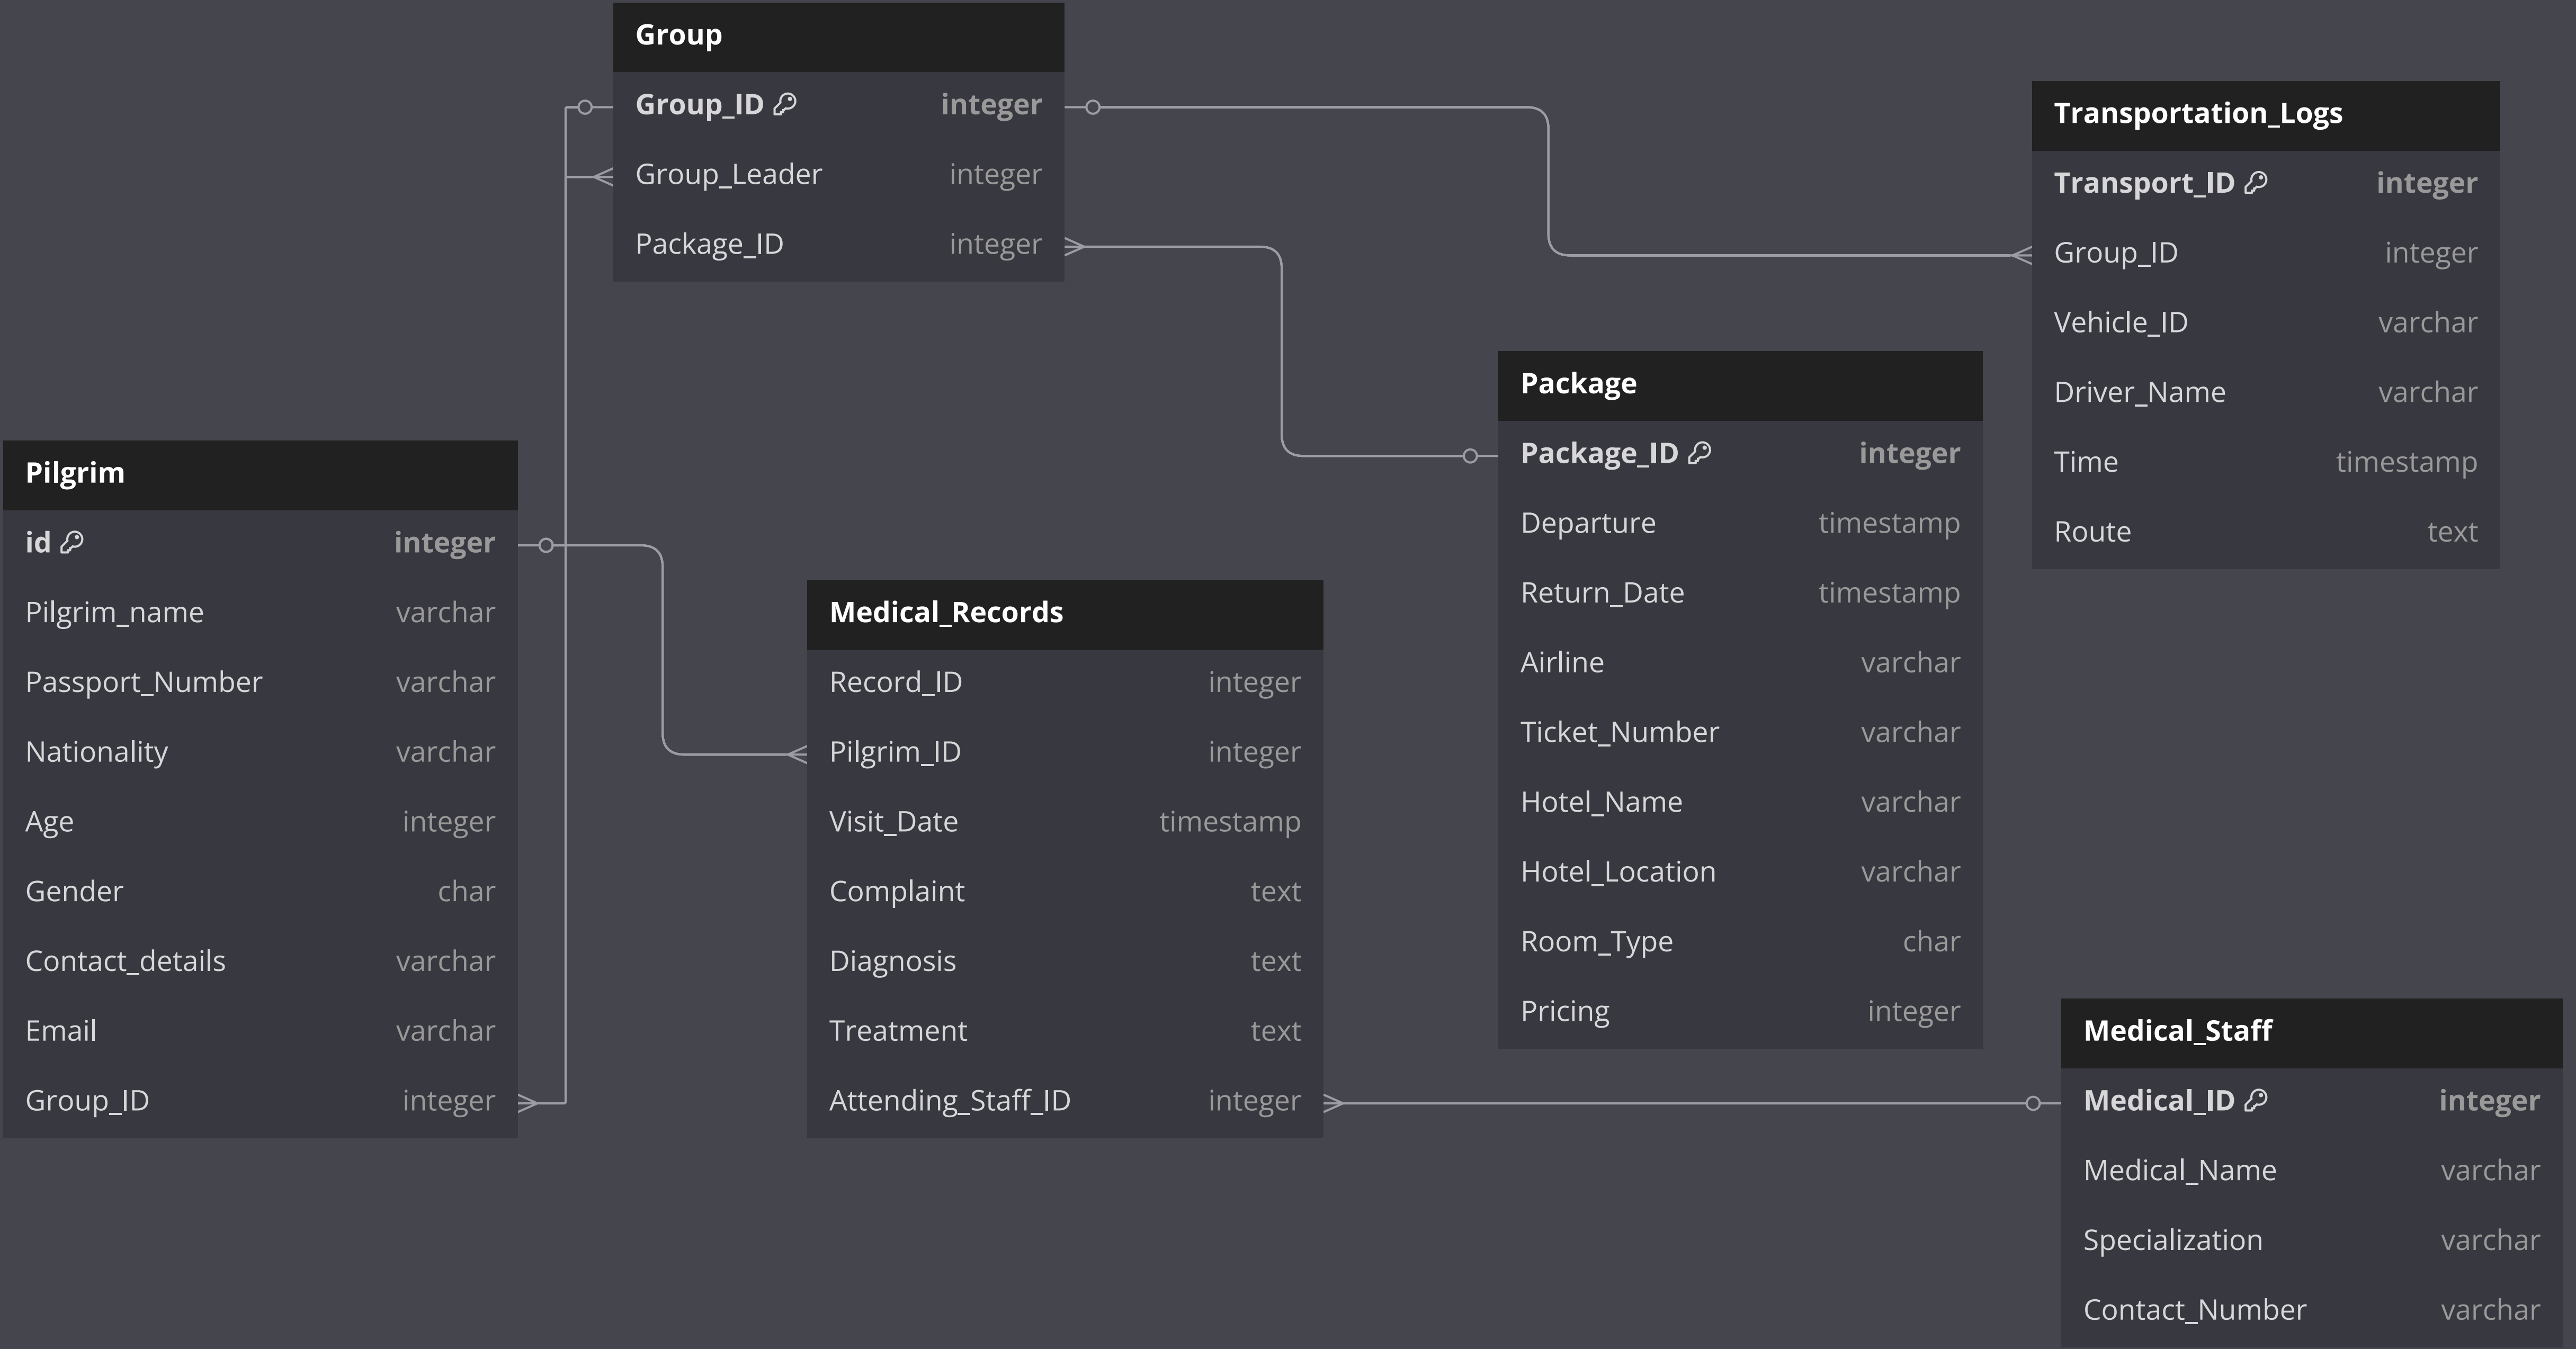 Group
Group_ID integer
Group_Leader integer
Package_ID integer
Transportation_Logs
Transport_ID integer
Group_ID integer
Vehicle_ID varchar
Driver_Name varchar
Time timestamp
Route text
Package
Package_ID integer
Departure timestamp
Return_Date timestamp
Airline varchar
Ticket_Number varchar
Hotel_Name varchar
Hotel_Location varchar
Room_Type char
Pricing integer
Pilgrim
id integer
Pilgrim_name varchar
Passport_Number varchar
Nationality varchar
Age integer
Gender char
Contact_details varchar
Email varchar
Group_ID integer
Medical_Records
Record_ID integer
Pilgrim_ID integer
Visit_Date timestamp
Complaint text
Diagnosis text
Treatment text
Attending_Staff_ID integer
Medical_Staff
Medical_ID integer
Medical_Name varchar
Specialization varchar
Contact_Number varchar